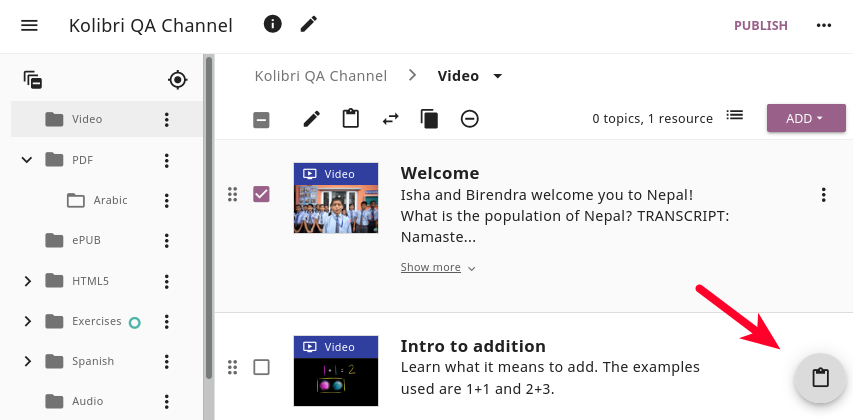 Kolibri QA Channel
PUBLISH
Kolibri QA Channel > Video
0 topics, 1 resource
ADD
Video
PDF
Arabic
ePUB
HTML5
Exercises
Spanish
Audio
Video
Welcome
Isha and Birendra welcome you to Nepal!
What is the population of Nepal? TRANSCRIPT:
Namaste...
Show more
Video
1+1=2
Intro to addition
Learn what it means to add. The examples
used are 1+1 and 2+3.